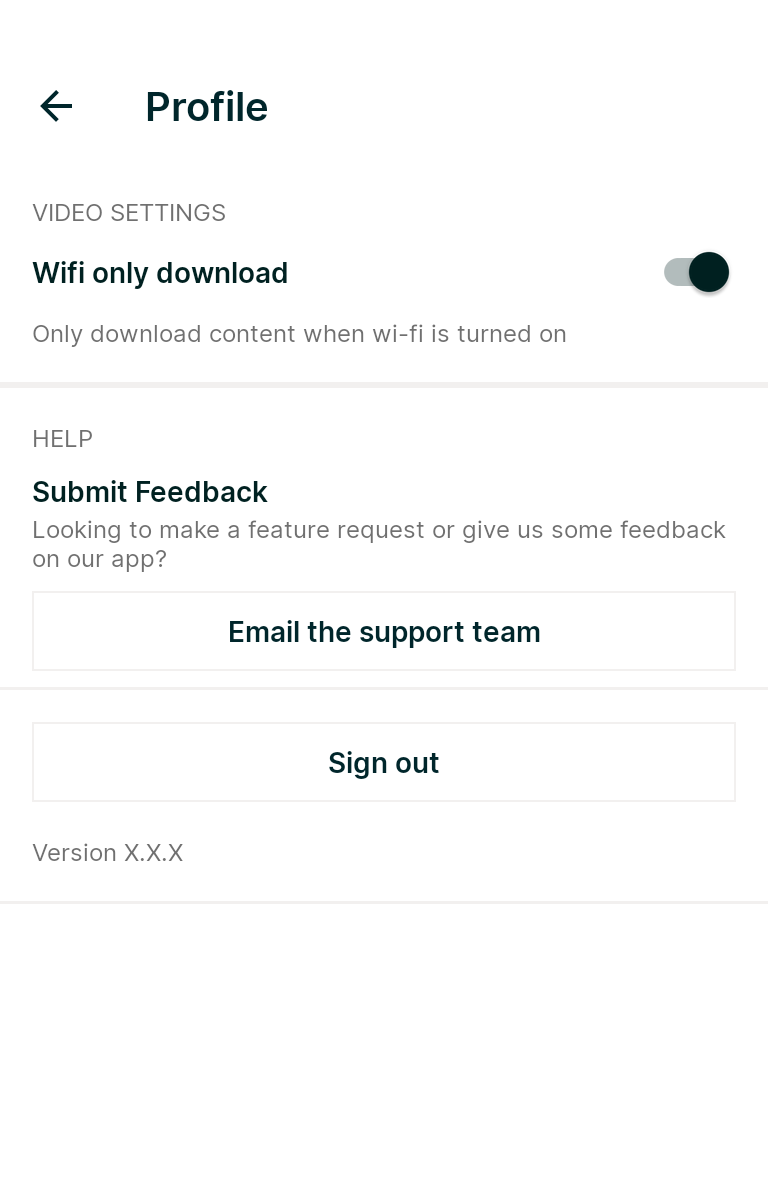 Profile
VIDEO SETTINGS
Wifi only download
Only download content when wi-fi is turned on
HELP
Submit Feedback
Looking to make a feature request or give us some feedback
on our app?
Email the support team
Sign out
Version X.X.X